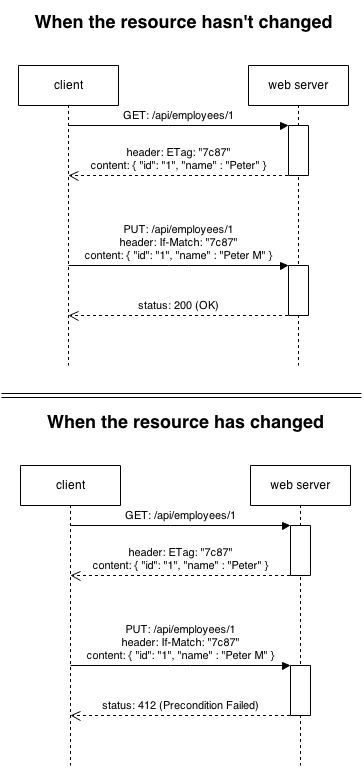 When the resource hasn't changed
client
web server
GET: /api/employees/1
header: ETag: "7c87"
content: { "id": "1", "name" : "Peter" }
PUT: /api/employees/1
header: If-Match: "7c87"
content: { "id": "1", "name" : "Peter M" }
status: 200 (OK)
When the resource has changed
client
web server
GET: /api/employees/1
header: ETag: "7c87"
content: { "id": "1", "name" : "Peter" }
PUT: /api/employees/1
header: If-Match: "7c87"
content: { "id": "1", "name" : "Peter M" }
status: 412 (Precondition Failed)